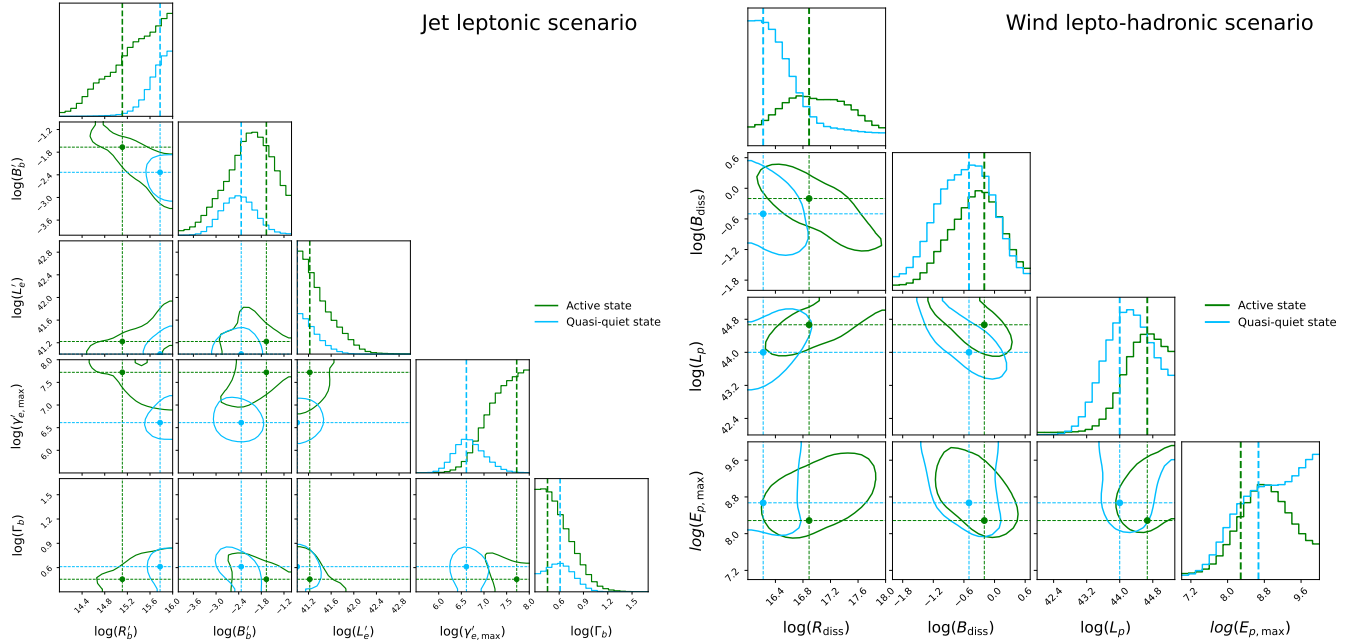 Jet leptonic scenario
−1.2
−1.8
−2.4
−3.0
−3.6
log(B′b)
42.8
42.4
42.0
41.6
41.2
log(L′e)
8.0
7.5
7.0
6.5
6.0
log(γ′e, max)
1.5
1.2
0.9
0.6
log(Γb)
14.4 15.2 15.6 16.0
−3.6 −3.0 −2.4 −1.8 −1.2
41.2 41.6 42.0 42.4 42.8
6.0 6.5 7.0 7.5 8.0
0.6 0.9 1.2 1.5
log(R′b) log(B′b) log(L′e) log(γ′e, max) log(Γb)
Active state
Quasi-quiet state
Wind lepto-hadronic scenario
0.6
0.0
−0.6
−1.2
−1.8
log(Bdiss)
44.8
44.0
43.2
42.4
log(Lp)
9.6
8.8
8.0
7.2
log(Ep, max)
16.2 16.8 17.4 18.0
−1.8 −1.2 −0.6 0.0
42.4 43.2 44.0 44.8
7.2 8.0 8.8 9.6
log(Rdiss) log(Bdiss) log(Lp) log(Ep, max)
Active state
Quasi-quiet state